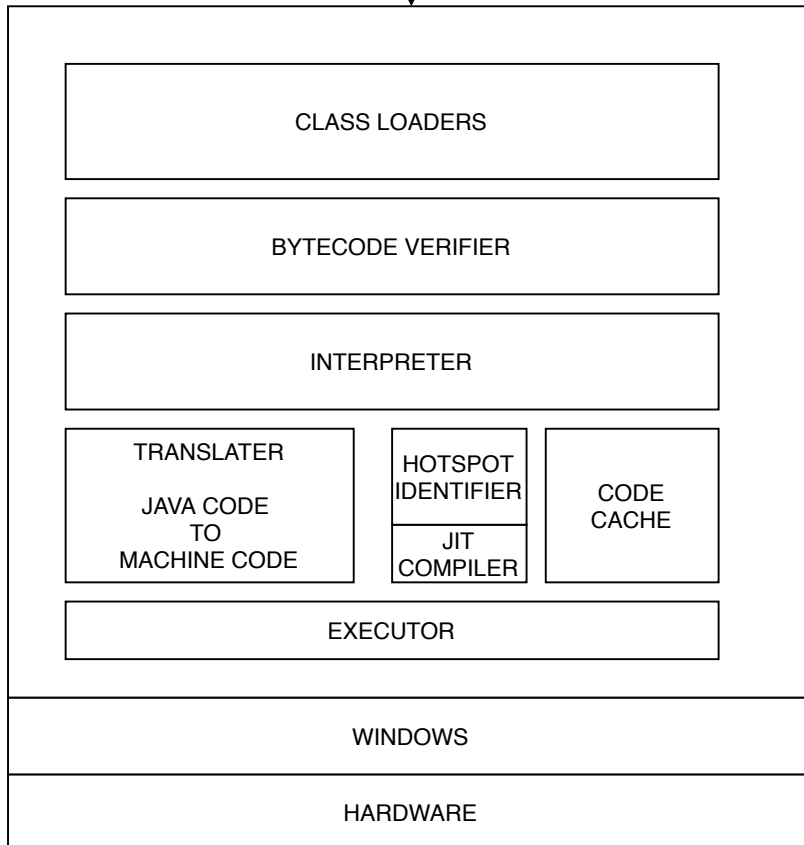 CLASS LOADERS
BYTECODE VERIFIER
INTERPRETER
TRANSLATER
JAVA CODE
TO
MACHINE CODE
HOTSPOT
IDENTIFIER
JIT
COMPILER
CODE
CACHE
EXECUTOR
WINDOWS
HARDWARE